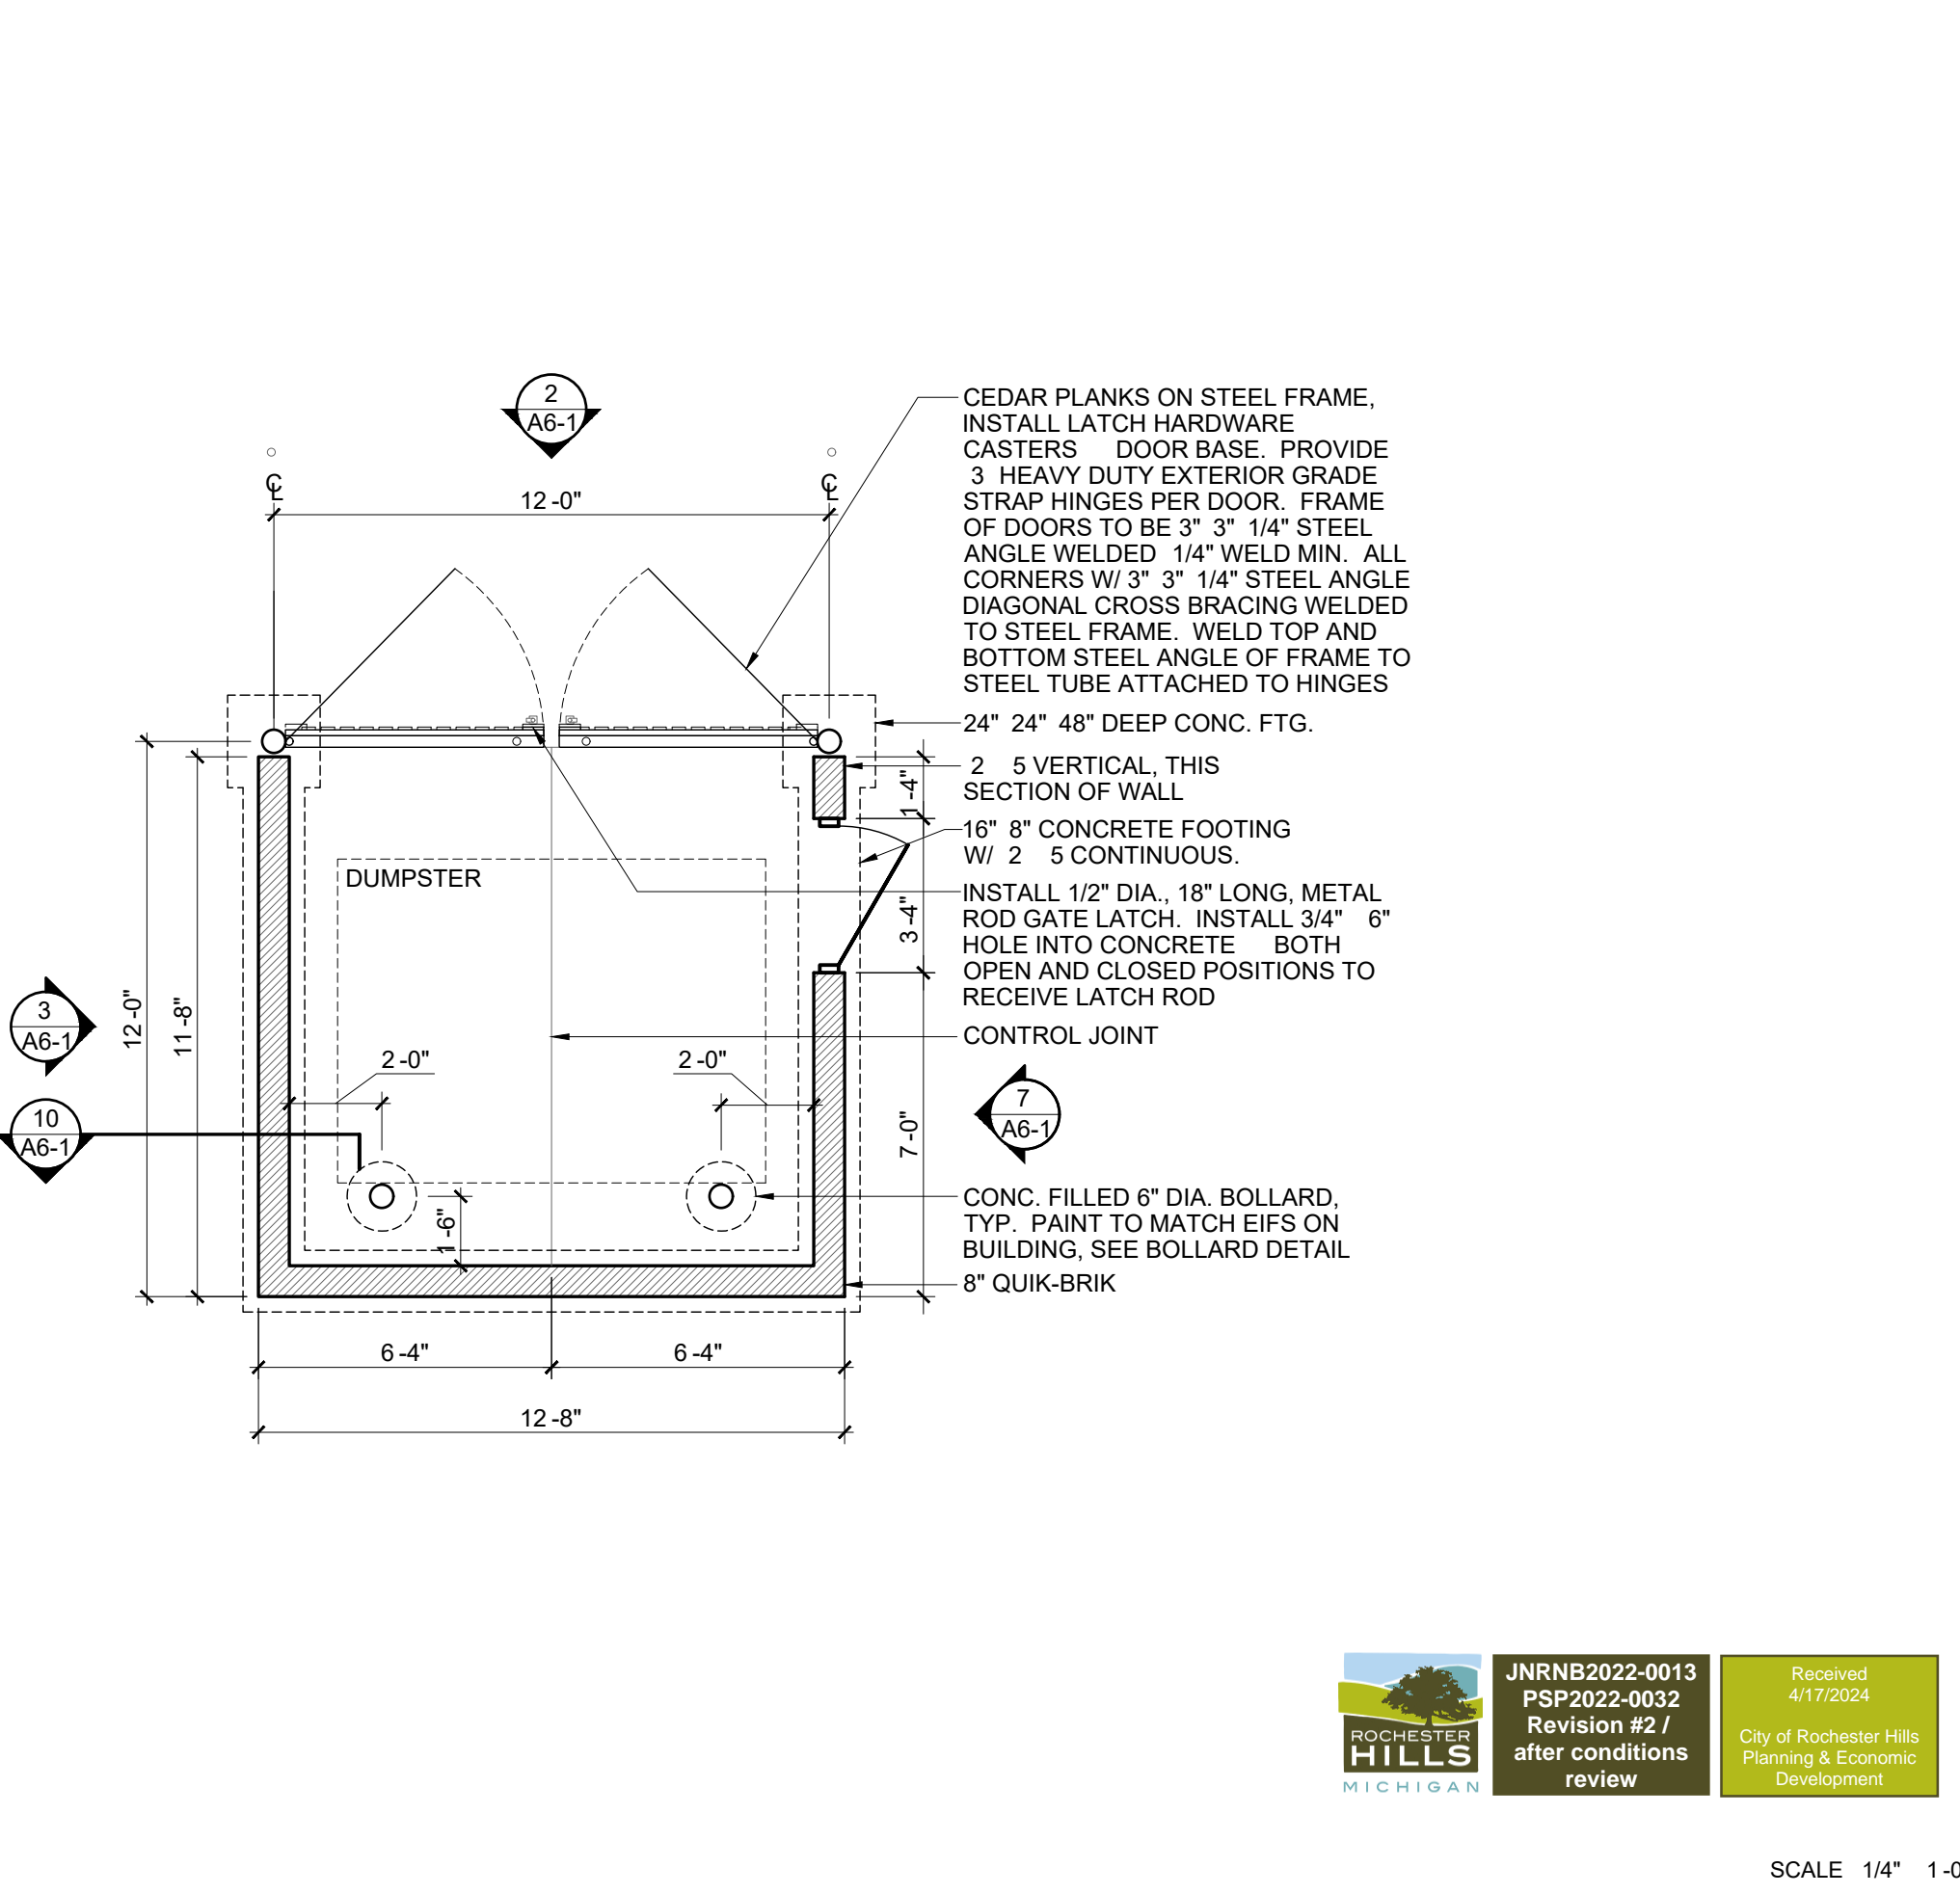 2
A6-1
℄
℄
12 -0"
CEDAR PLANKS ON STEEL FRAME,
INSTALL LATCH HARDWARE
CASTERS DOOR BASE. PROVIDE
3 HEAVY DUTY EXTERIOR GRADE
STRAP HINGES PER DOOR. FRAME
OF DOORS TO BE 3" 3" 1/4" STEEL
ANGLE WELDED 1/4" WELD MIN. ALL
CORNERS W/ 3" 3" 1/4" STEEL ANGLE
DIAGONAL CROSS BRACING WELDED
TO STEEL FRAME. WELD TOP AND
BOTTOM STEEL ANGLE OF FRAME TO
STEEL TUBE ATTACHED TO HINGES
24" 24" 48" DEEP CONC. FTG.
2 5 VERTICAL, THIS
SECTION OF WALL
16" 8" CONCRETE FOOTING
W/ 2 5 CONTINUOUS.
INSTALL 1/2" DIA., 18" LONG, METAL
ROD GATE LATCH. INSTALL 3/4" 6"
HOLE INTO CONCRETE BOTH
OPEN AND CLOSED POSITIONS TO
RECEIVE LATCH ROD
CONTROL JOINT
1 -4"
3 -4"
7 -0"
DUMPSTER
12 -0"
11 -8"
3
A6-1
10
A6-1
2 -0"
2 -0"
1 -6"
7
A6-1
CONC. FILLED 6" DIA. BOLLARD,
TYP. PAINT TO MATCH EIFS ON
BUILDING, SEE BOLLARD DETAIL
8" QUIK-BRIK
6 -4"
6 -4"
12 -8"
ROCHESTER
HILLS
MICHIGAN
JNRNB2022-0013
PSP2022-0032
Revision #2 /
after conditions
review
Received
4/17/2024
City of Rochester Hills
Planning & Economic
Development
SCALE 1/4" 1 -0